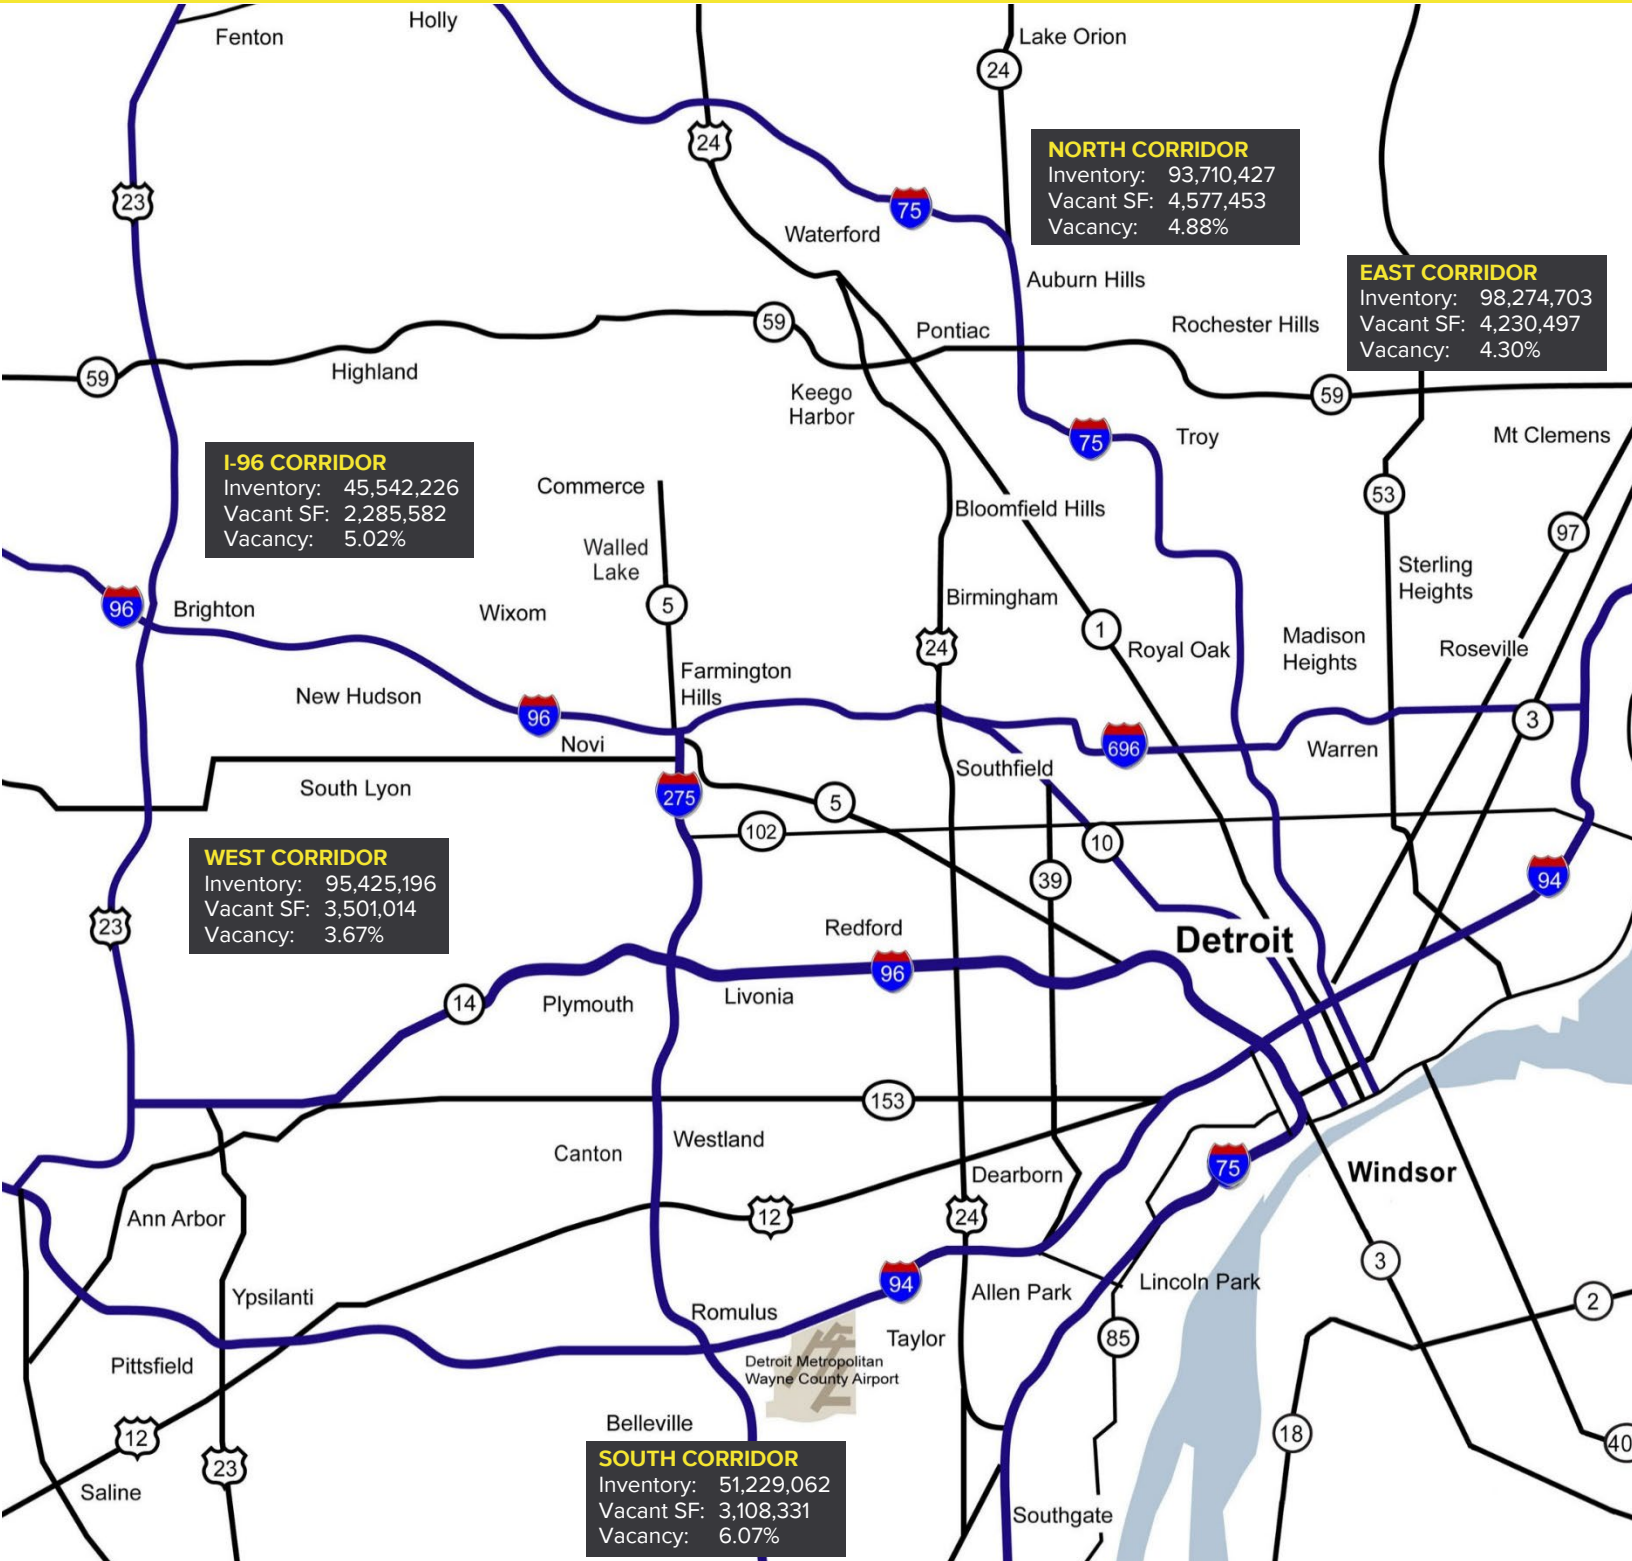 Holly
Fenton
Lake Orion
24
24
NORTH CORRIDOR
Inventory: 93,710,427
Vacant SF: 4,577,453
Vacancy: 4.88%
23
75
Waterford
EAST CORRIDOR
Inventory: 98,274,703
Vacant SF: 4,230,497
Vacancy: 4.30%
Auburn Hills
59
Pontiac
Rochester Hills
59
Highland
Keego
Harbor
59
75
Troy
Mt Clemens
I-96 CORRIDOR
Inventory: 45,542,226
Vacant SF: 2,285,582
Vacancy: 5.02%
Commerce
53
Bloomfield Hills
97
Walled
Lake
Sterling
Heights
96
Brighton
Wixom
5
Birmingham
1
24
Royal Oak
Madison
Heights
Roseville
Farmington
Hills
New Hudson
96
3
Novi
696
Warren
Southfield
South Lyon
275
5
102
10
WEST CORRIDOR
Inventory: 95,425,196
Vacant SF: 3,501,014
Vacancy: 3.67%
39
94
23
Redford
Detroit
96
14
Plymouth
Livonia
153
Canton
Westland
75
Dearborn
Windsor
Ann Arbor
12
24
3
94
Lincoln Park
Allen Park
Ypsilanti
2
Romulus
Taylor
85
Pittsfield
Detroit Metropolitan
Wayne County Airport
Belleville
12
18
40
23
SOUTH CORRIDOR
Inventory: 51,229,062
Vacant SF: 3,108,331
Vacancy: 6.07%
Saline
Southgate